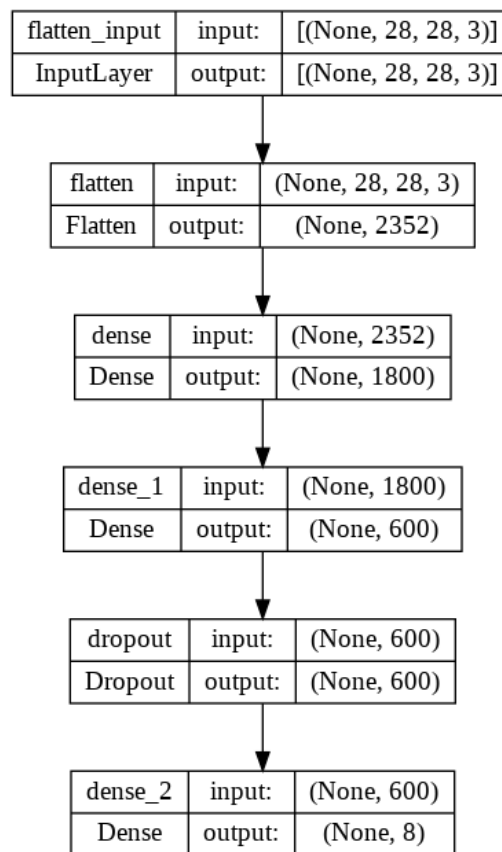 flatten_input input: [(None, 28, 28, 3)]
InputLayer output: [(None, 28, 28, 3)]
flatten input: (None, 28, 28, 3)
Flatten output: (None, 2352)
dense input: (None, 2352)
Dense output: (None, 1800)
dense_1 input: (None, 1800)
Dense output: (None, 600)
dropout input: (None, 600)
Dropout output: (None, 600)
dense_2 input: (None, 600)
Dense output: (None, 8)